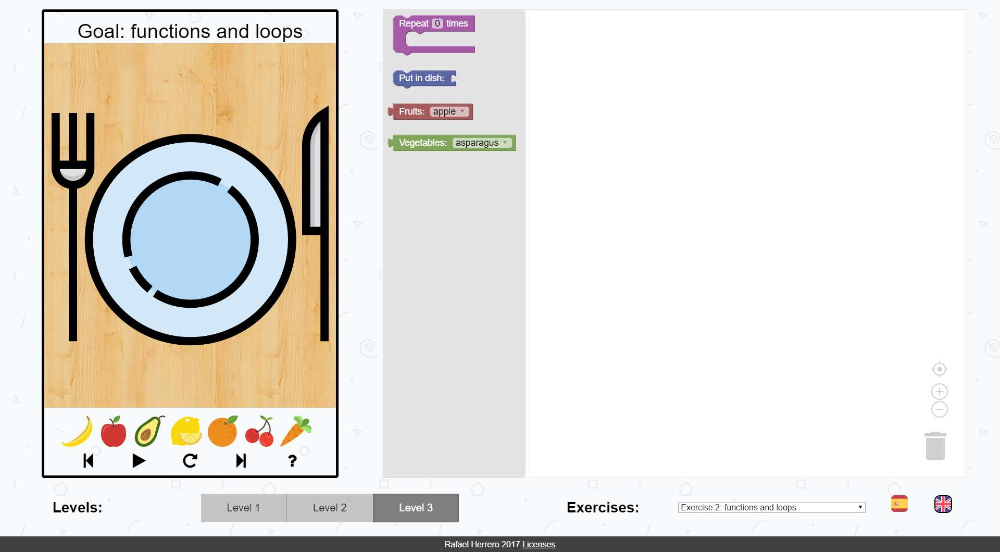 Goal: functions and loops
Repeat 0 times
Put in dish:
Fruits: apple
Vegetables: asparagus
?
Levels:
Level 1
Level 2
Level 3
Exercises:
Exercise 2: functions and loops
Rafael Herrero 2017 Licenses